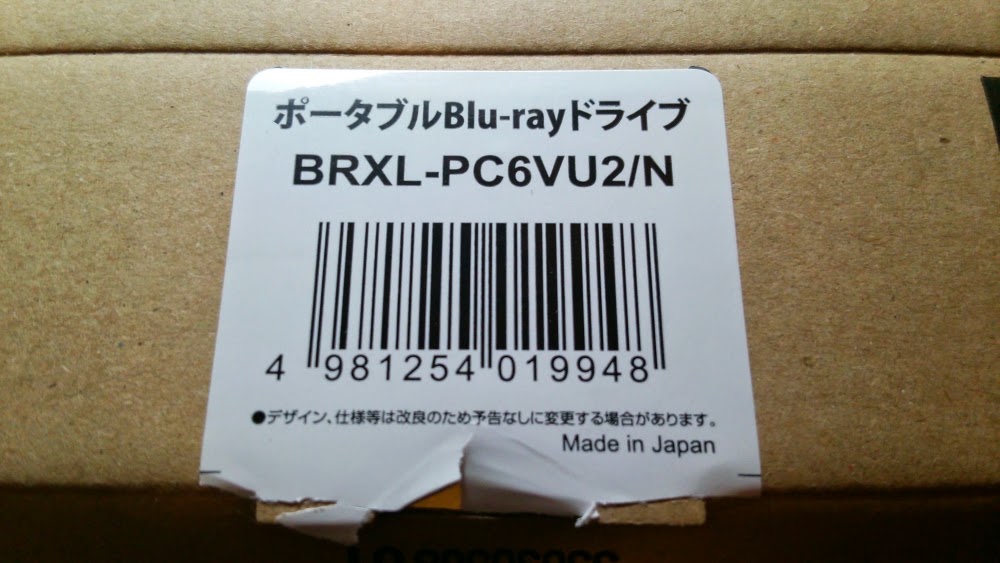 ポータブルBlu-rayドライブ
BRXL-PC6VU2/N
4 981254 019948
●デザイン、仕様等は改良のため予告なしに変更する場合があります。
Made in Japan